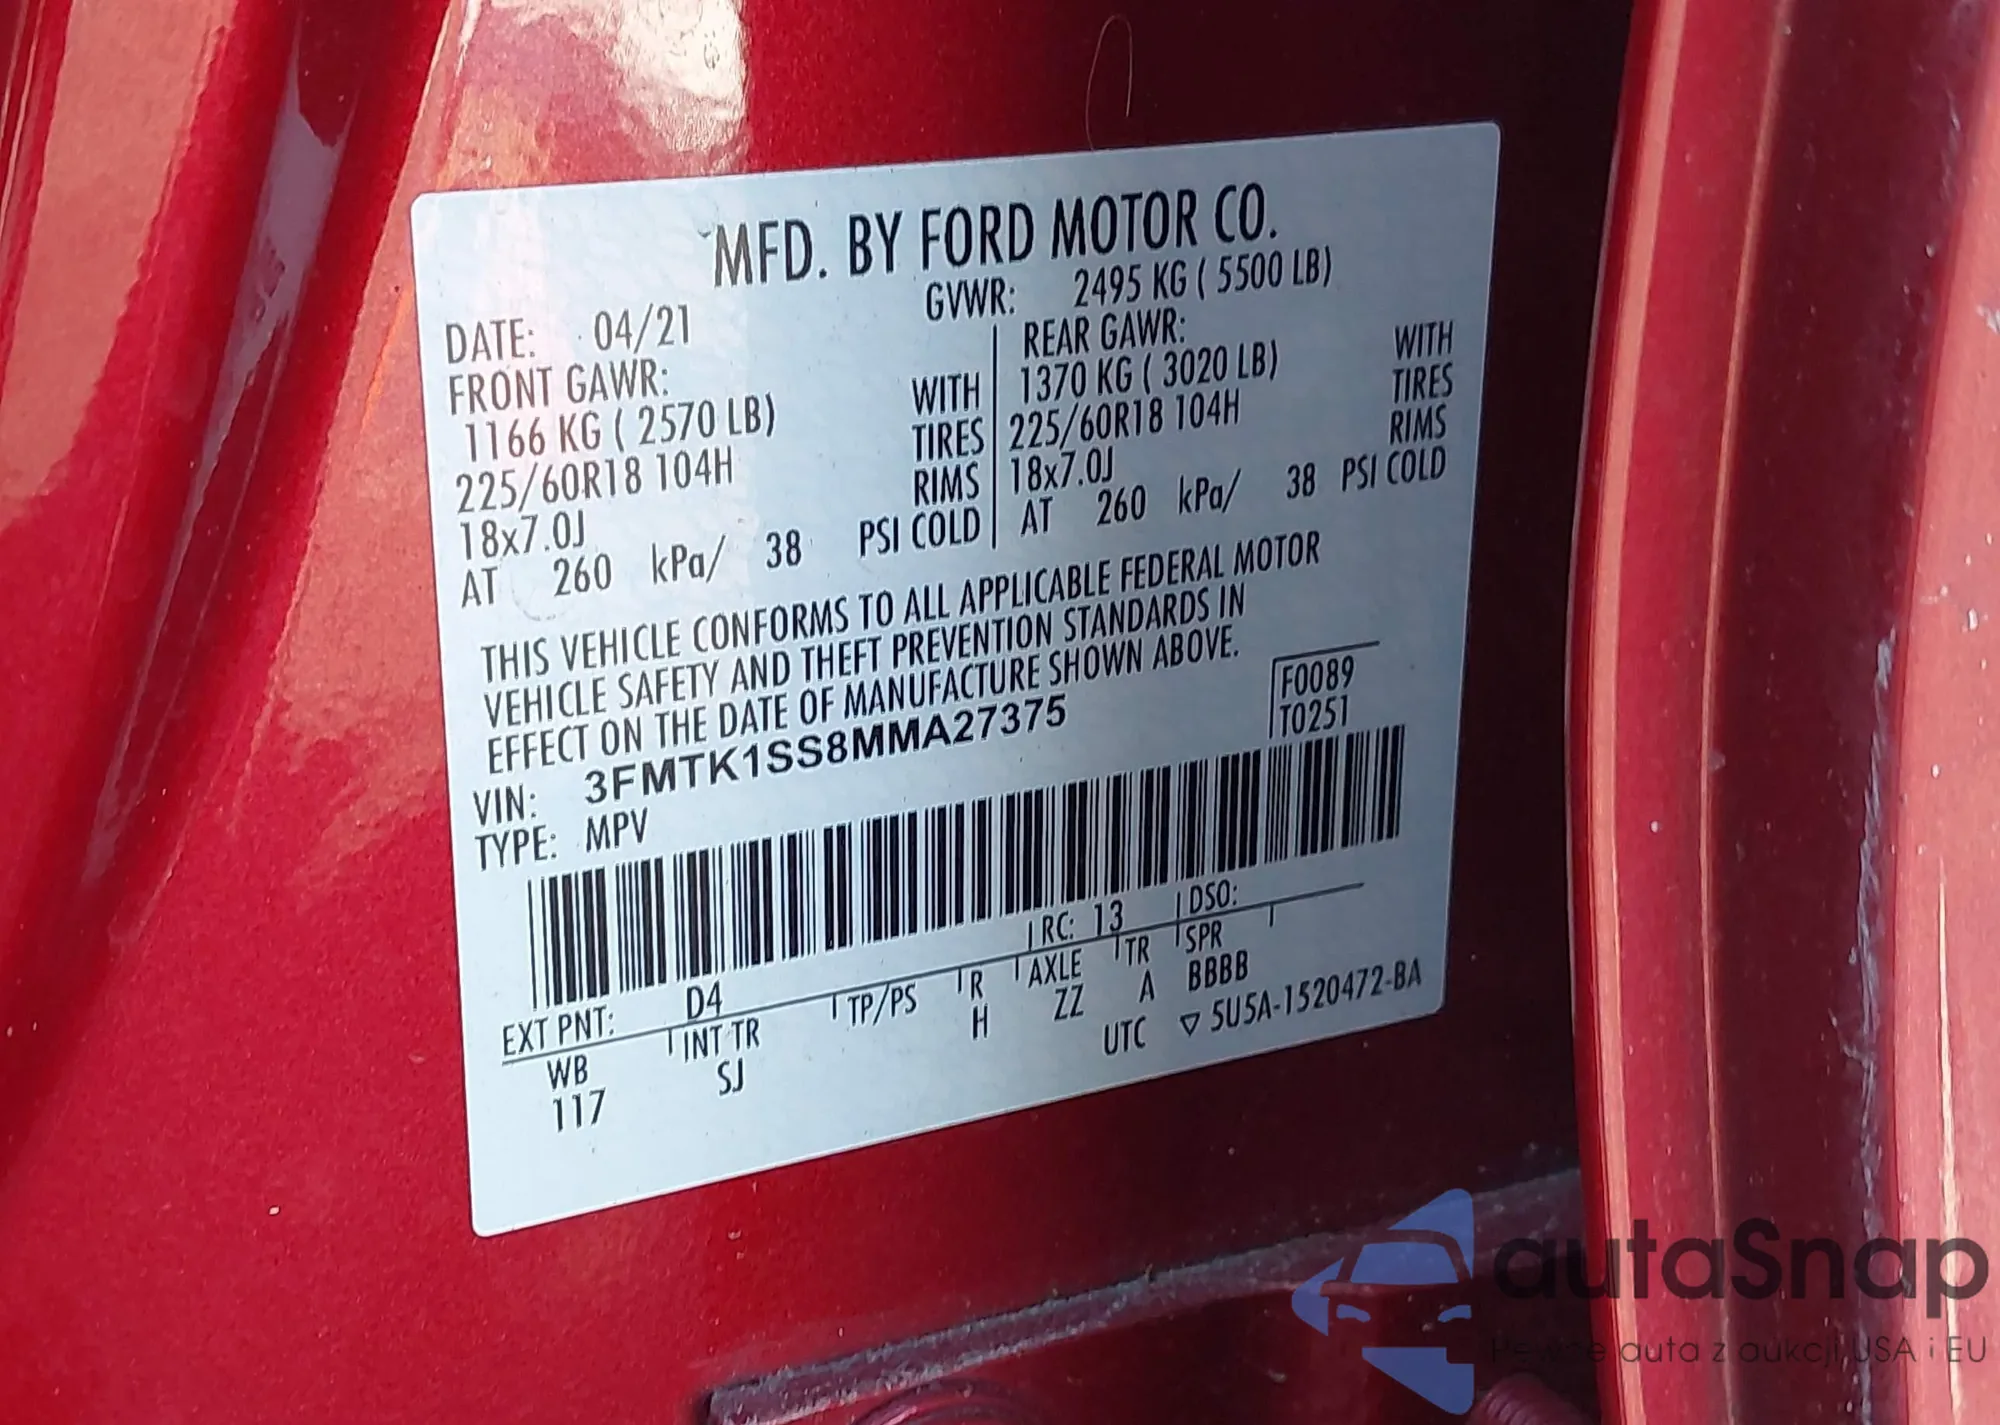 MFD. BY FORD MOTOR CO.
DATE: 04/21 GVWR: 2495 KG ( 5500 LB)
FRONT GAWR: REAR GAWR:
1166 KG ( 2570 LB) WITH 1370 KG ( 3020 LB) WITH
225/60R18 104H TIRES 225/60R18 104H TIRES
18x7.0J RIMS 18x7.0J RIMS
AT 260 kPa/ 38 PSI COLD AT 260 kPa/ 38 PSI COLD
THIS VEHICLE CONFORMS TO ALL APPLICABLE FEDERAL MOTOR
VEHICLE SAFETY AND THEFT PREVENTION STANDARDS IN
EFFECT ON THE DATE OF MANUFACTURE SHOWN ABOVE.
F0089
T0251
VIN: 3FMTK1SS8MMA27375
TYPE: MPV
EXT PNT: D4 RC: 13 DSO:
WB INT TR TP/PS R AXLE TR SPR
117 SJ H ZZ A BBBB
UTC ▽ 5U5A-1520472-BA
autaSnap
Pewne auta z aukcji USA i EU